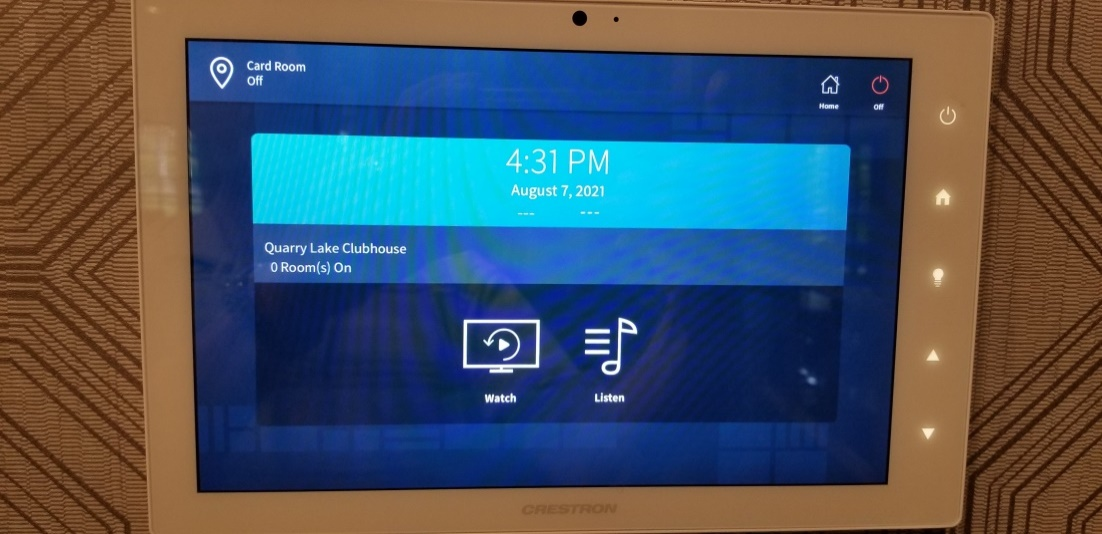 Card Room
Off
Home
Off
4:31 PM
August 7, 2021
--- ---
Quarry Lake Clubhouse
0 Room(s) On
Watch
Listen
CRESTRON